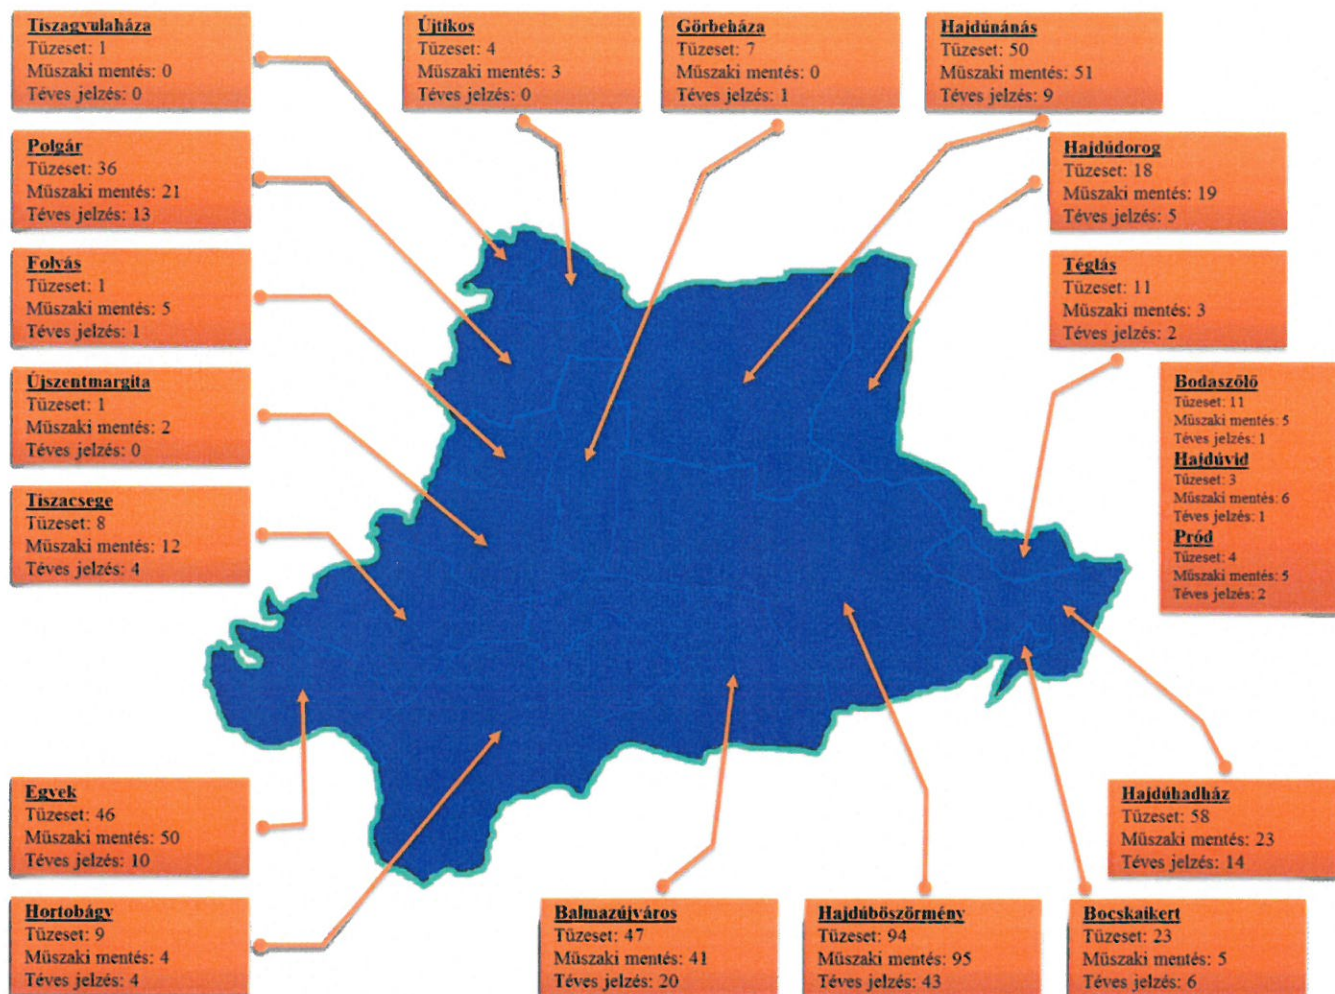 Tiszagyulaháza
Tűzeset: 1
Műszaki mentés: 0
Téves jelzés: 0
Újtikos
Tűzeset: 4
Műszaki mentés: 3
Téves jelzés: 0
Görbeháza
Tűzeset: 7
Műszaki mentés: 0
Téves jelzés: 1
Hajdúnánás
Tűzeset: 50
Műszaki mentés: 51
Téves jelzés: 9
Polgár
Tűzeset: 36
Műszaki mentés: 21
Téves jelzés: 13
Hajdúdorog
Tűzeset: 18
Műszaki mentés: 19
Téves jelzés: 5
Folyás
Tűzeset: 1
Műszaki mentés: 5
Téves jelzés: 1
Téglás
Tűzeset: 11
Műszaki mentés: 3
Téves jelzés: 2
Újszentmargita
Tűzeset: 1
Műszaki mentés: 2
Téves jelzés: 0
Bodaszőlő
Tűzeset: 11
Műszaki mentés: 5
Téves jelzés: 1
Hajdúvid
Tűzeset: 3
Műszaki mentés: 6
Téves jelzés: 1
Pród
Tűzeset: 4
Műszaki mentés: 5
Téves jelzés: 2
Tiszacsege
Tűzeset: 8
Műszaki mentés: 12
Téves jelzés: 4
Egyek
Tűzeset: 46
Műszaki mentés: 50
Téves jelzés: 10
Hajdúhadház
Tűzeset: 58
Műszaki mentés: 23
Téves jelzés: 14
Hortobágy
Tűzeset: 9
Műszaki mentés: 4
Téves jelzés: 4
Balmazújváros
Tűzeset: 47
Műszaki mentés: 41
Téves jelzés: 20
Hajdúböszörmény
Tűzeset: 94
Műszaki mentés: 95
Téves jelzés: 43
Bocskaikert
Tűzeset: 23
Műszaki mentés: 5
Téves jelzés: 6